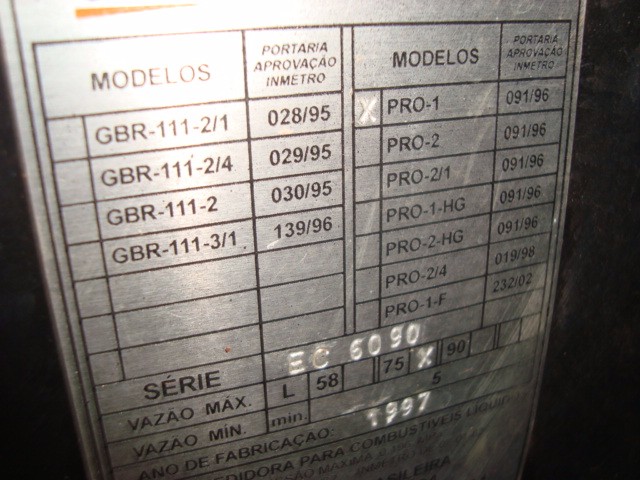 MODELOS PORTARIA APROVAÇÃO INMETRO MODELOS PORTARIA APROVAÇÃO INMETRO
GBR-111-2/1 028/95 X PRO-1 091/96
GBR-111-2/4 029/95 PRO-2 091/96
GBR-111-2 030/95 PRO-2/1 091/96
GBR-111-3/1 139/96 PRO-1-HG 091/96
PRO-2-HG 091/96
PRO-2/4 019/98
PRO-1-F 232/02
SÉRIE EC 6090
VAZÃO MÁX. L 58 75 X 90
VAZÃO MÍN. min. 5
ANO DE FABRICAÇÃO: 1997
MEDIDORA PARA COMBUSTÍVEIS
MÁXIMA